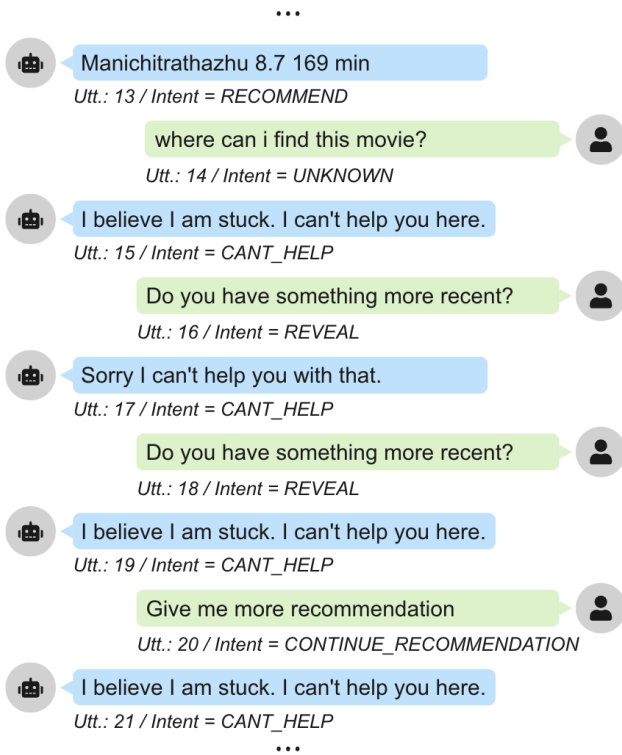 ...
Manichitrathazhu 8.7 169 min
Utt.: 13 / Intent = RECOMMEND
where can i find this movie?
Utt.: 14 / Intent = UNKNOWN
I believe I am stuck. I can't help you here.
Utt.: 15 / Intent = CANT_HELP
Do you have something more recent?
Utt.: 16 / Intent = REVEAL
Sorry I can't help you with that.
Utt.: 17 / Intent = CANT_HELP
Do you have something more recent?
Utt.: 18 / Intent = REVEAL
I believe I am stuck. I can't help you here.
Utt.: 19 / Intent = CANT_HELP
Give me more recommendation
Utt.: 20 / Intent = CONTINUE_RECOMMENDATION
I believe I am stuck. I can't help you here.
Utt.: 21 / Intent = CANT_HELP
...